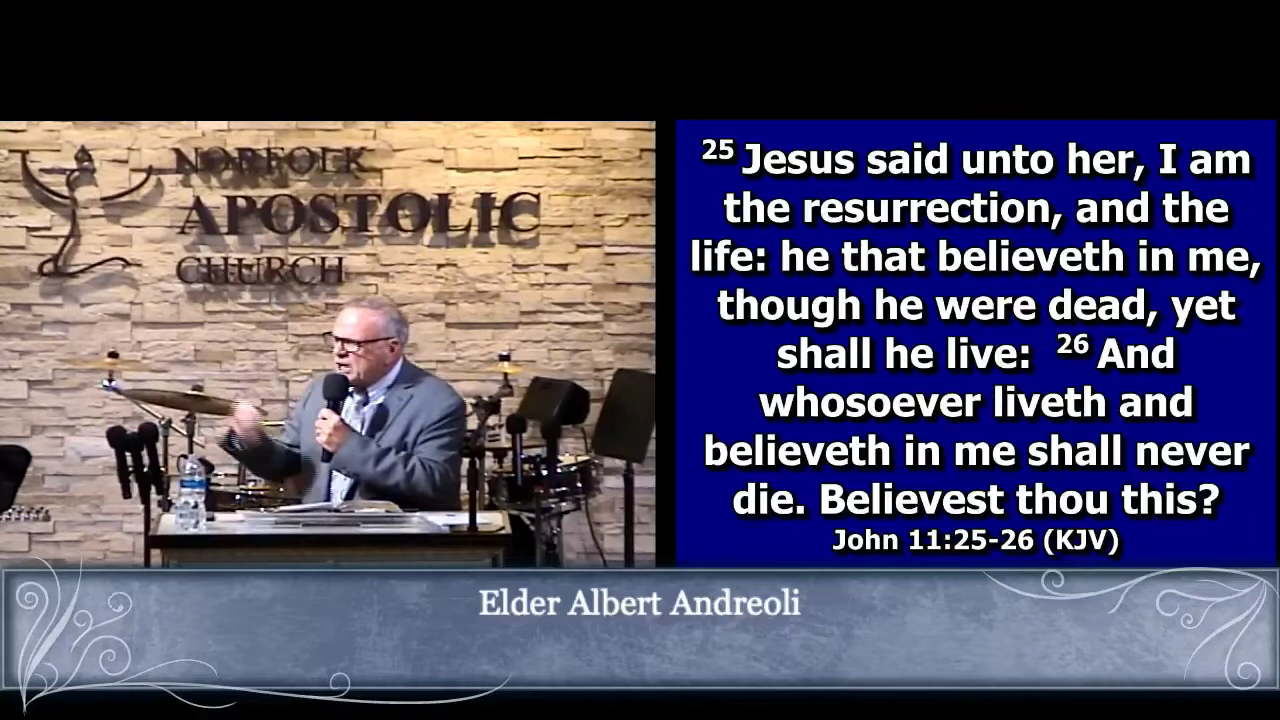 NORFOLK
APOSTOLIC
CHURCH
25 Jesus said unto her, I am
the resurrection, and the
life: he that believeth in me,
though he were dead, yet
shall he live: 26 And
whosoever liveth and
believeth in me shall never
die. Believest thou this?
John 11:25-26 (KJV)
Elder Albert Andreoli